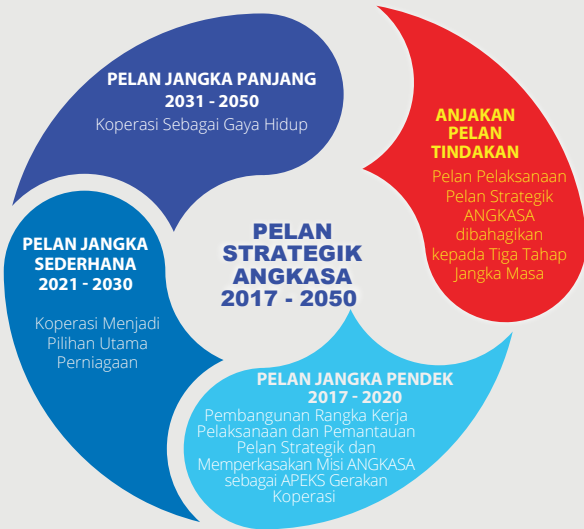 PELAN STRATEGIK
ANGKASA
2017 - 2050
ANJAKAN
PELAN
TINDAKAN
Pelan Pelaksanaan
Pelan Strategik
ANGKASA
dibahagikan
kepada Tiga Tahap
Jangka Masa
PELAN JANGKA PENDEK
2017 - 2020
Pembangunan Rangka Kerja
Pelaksanaan dan Pemantauan
Pelan Strategik dan
Memperkasakan Misi ANGKASA
sebagai APEKS Gerakan
Koperasi
PELAN JANGKA
SEDERHANA
2021 - 2030
Koperasi Menjadi
Pilihan Utama
Perniagaan
PELAN JANGKA PANJANG
2031 - 2050
Koperasi Sebagai Gaya Hidup